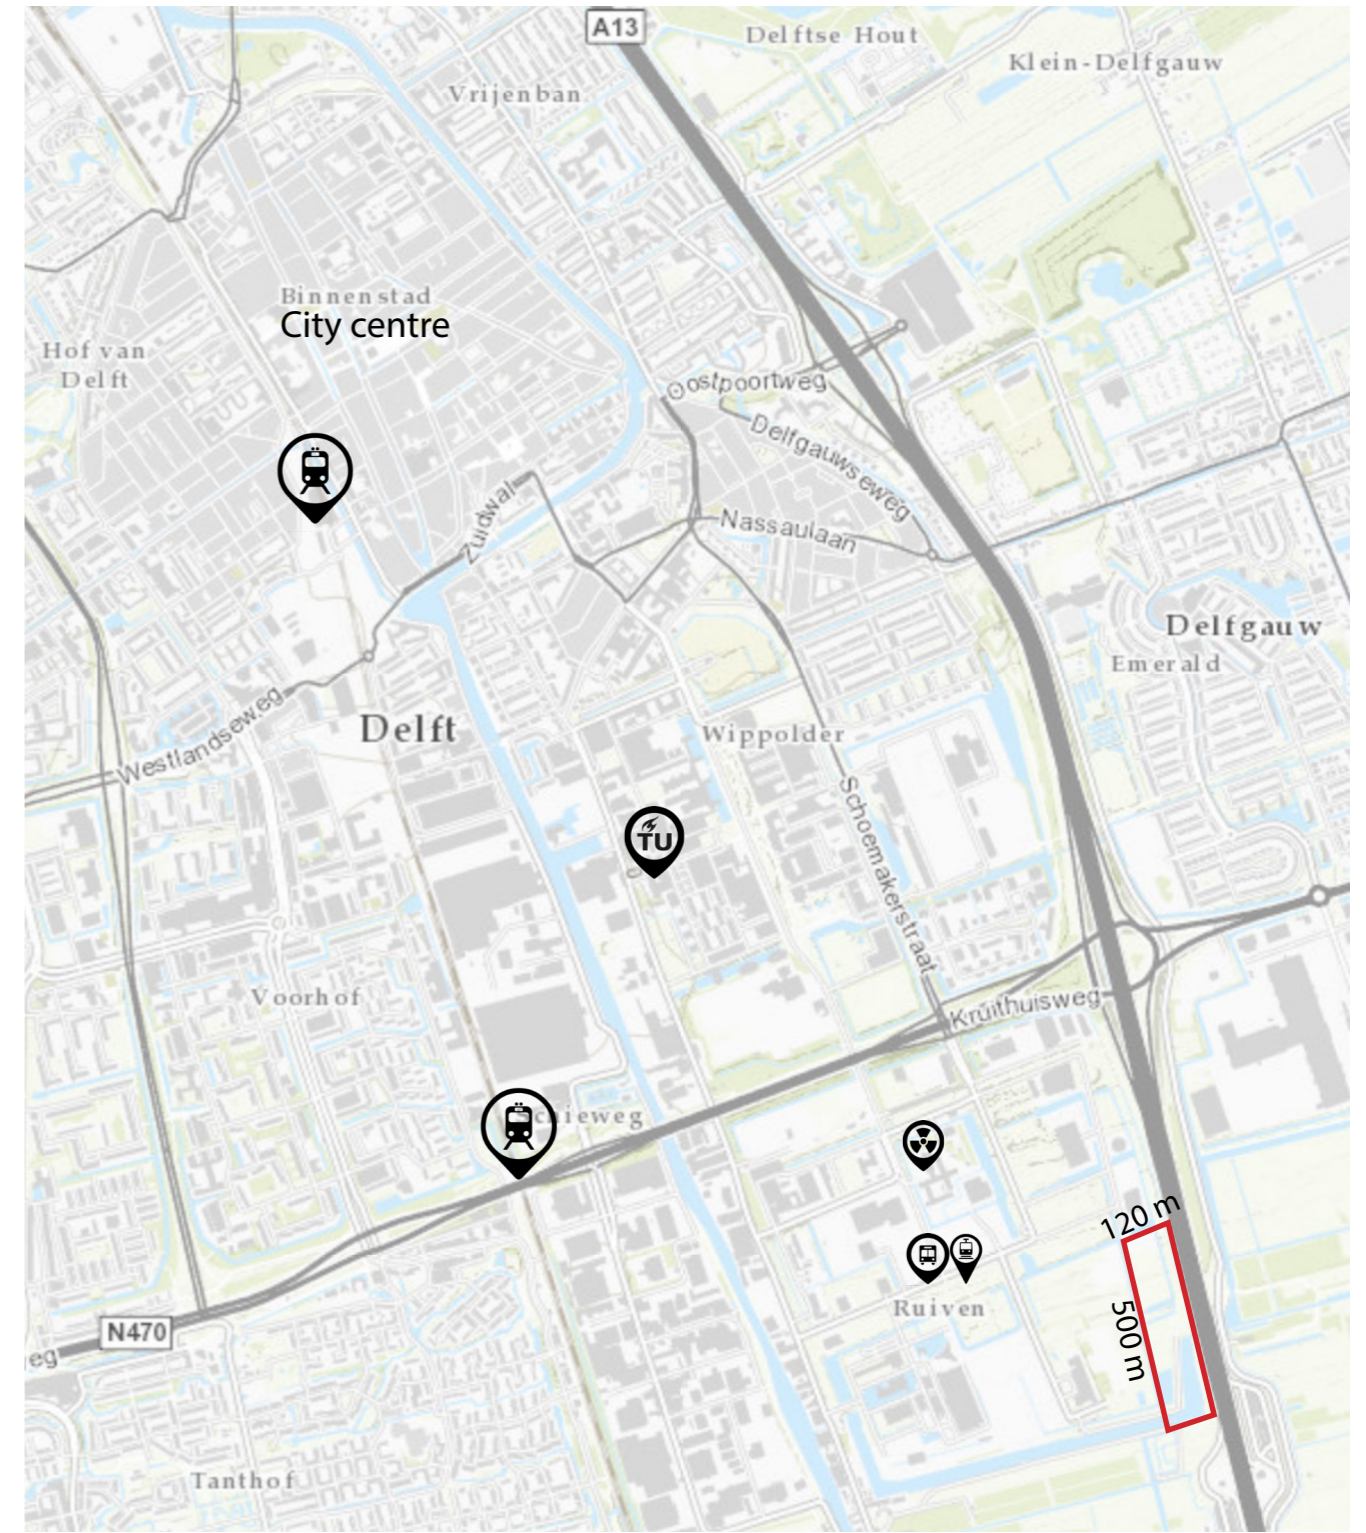 A13
Delftse Hout
Klein-Delfgauw
Vrijenban
Binnenstad
City centre
Hof van
Delft
Oostpoortweg
Delfgauwseweg
Nassaulaan
Zuidwal
Delfgauw
Emerald
Westlandseweg
Delft
Wippolder
TU
Schoemakerstraat
Voorhof
Kruithuisweg
Schieweg
120 m
500 m
Ruiven
N470
eg
Tanthof